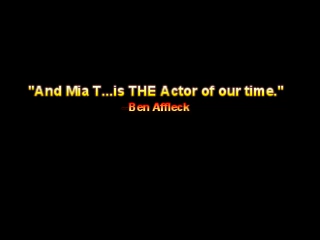 "And Mia T...is THE Actor of our time."
- Ben Affleck